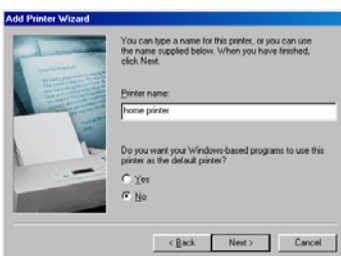 Add Printer Wizard
You can type a name for this printer, or you can use
the name supplied below. When you have finished,
click Next.
Printer name:
home printer
Do you want your Windows-based programs to use this
printer as the default printer?
Yes
No
< Back Next > Cancel